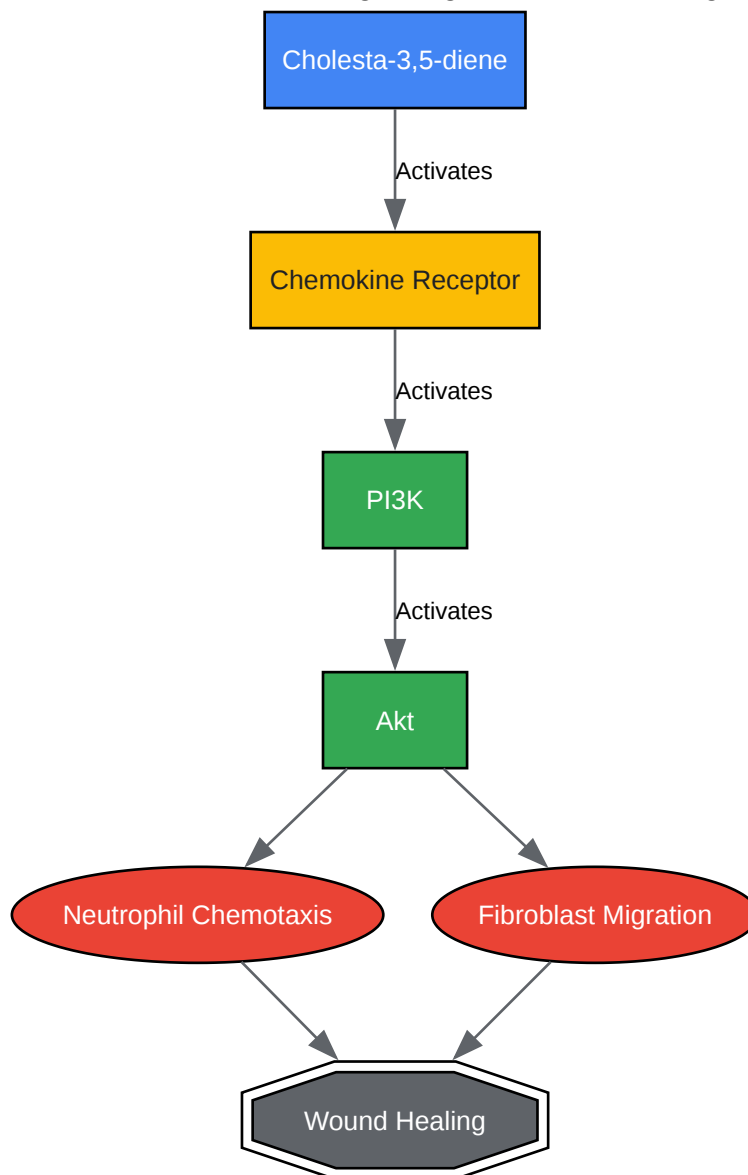 Cholesta-3,5-diene
Activates
Chemokine Receptor
Activates
PI3K
Activates
Akt
Neutrophil Chemotaxis
Fibroblast Migration
Wound Healing